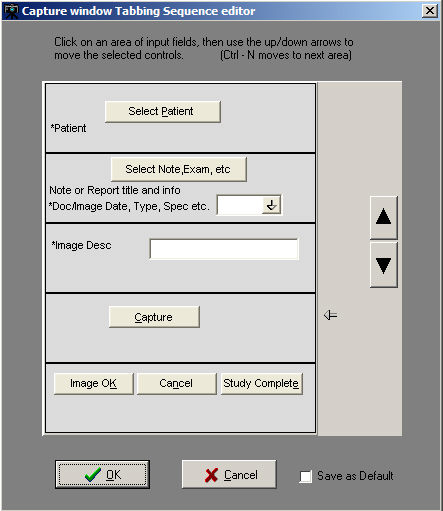 Capture window Tabbing Sequence editor
Click on an area of input fields, then use the up/down arrows to
move the selected controls. (Ctrl - N moves to next area)
Select Patient
*Patient
Select Note,Exam, etc
Note or Report title and info
*Doc/Image Date, Type, Spec etc.
*Image Desc
Capture
Image OK Cancel Study Complete
OK Cancel Save as Default